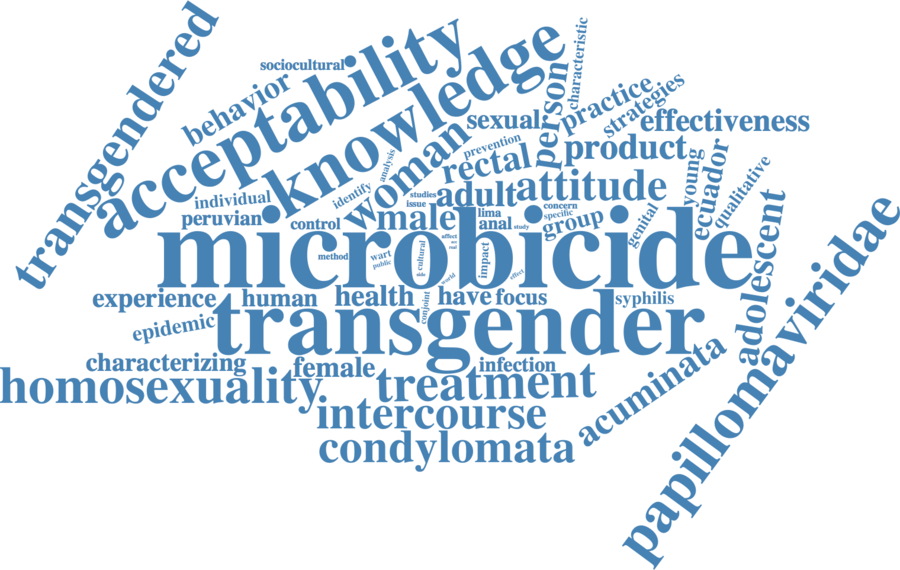 transgendered
sociocultural
behavior
acceptability
knowledge
characteristic
person
practice
strategies
effectiveness
sexual
prevention
product
rectal
woman
analysis
identify
individual
peruvian
control
studies
issue
adult
attitude
male
lima
anal
study
concern
specific
group
genital
young
ecuador
qualitative
microbicide
method
wart
public
cultural
side
affect
world
impact
effect
adolescent
papillomaviridae
experience
human
health
conjoint
have
focus
syphilis
epidemic
transgender
characterizing
female
infection
homosexuality
treatment
acuminata
intercourse
condylomata